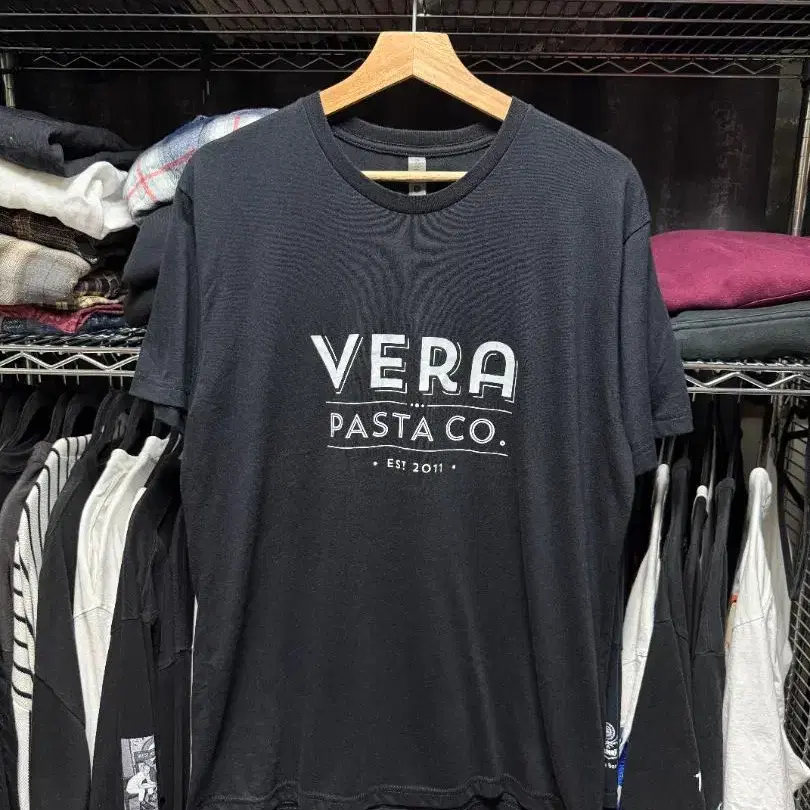 VERA
PASTA CO.
• EST 2011 •